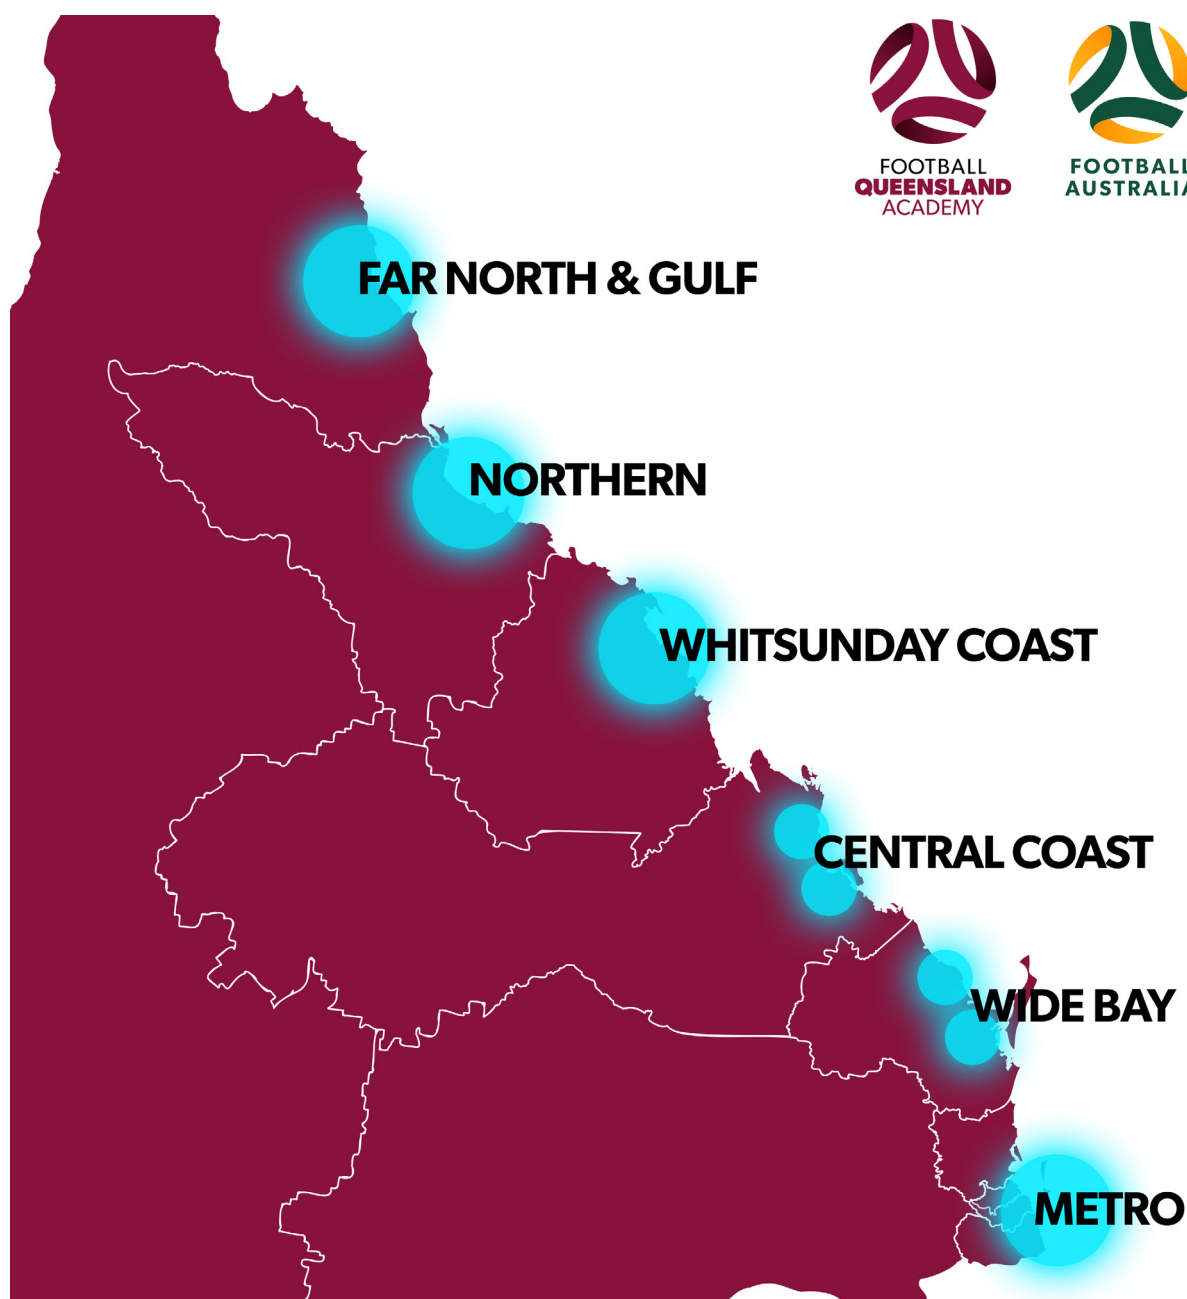 FOOTBALL
QUEENSLAND
ACADEMY
FOOTBALL
AUSTRALIA
FAR NORTH & GULF
NORTHERN
WHITSUNDAY COAST
CENTRAL COAST
WIDE BAY
METRO